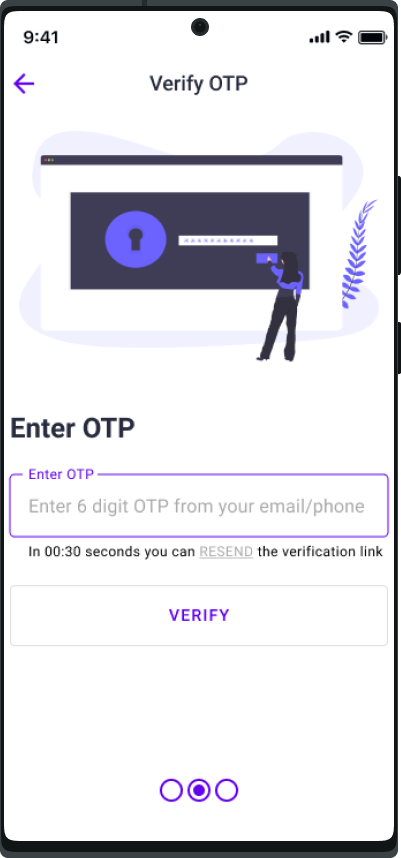 9:41
Verify OTP
Enter OTP
Enter OTP
Enter 6 digit OTP from your email/phone
In 00:30 seconds you can RESEND the verification link
VERIFY